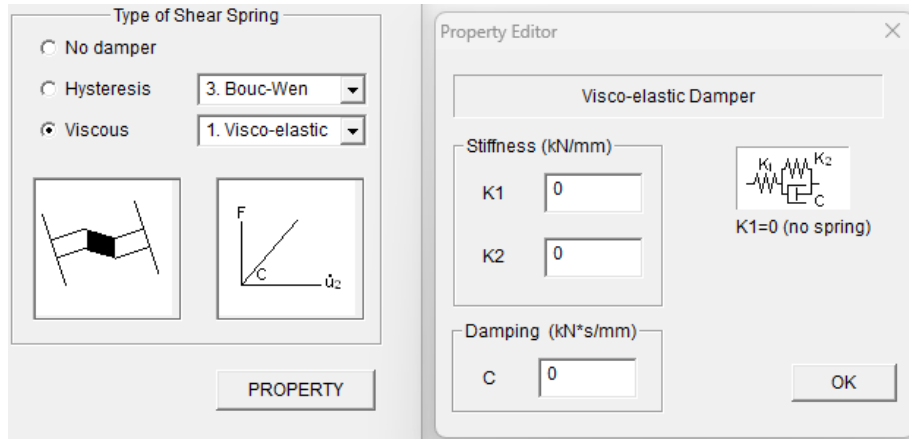 Type of Shear Spring
No damper
Hysteresis
3. Bouc-Wen
Viscous
1. Visco-elastic
F
C
u̇₂
PROPERTY
Property Editor
Visco-elastic Damper
Stiffness (kN/mm)
K1
0
K2
0
K₁
K₂
C
K1=0 (no spring)
Damping (kN*s/mm)
C
0
OK